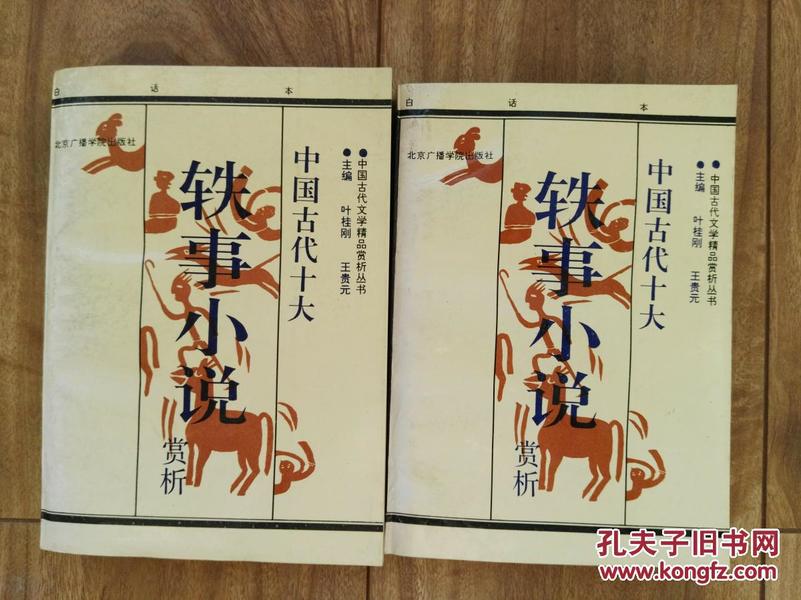 白 话 本
北京广播学院出版社
●中国古代文学精品赏析丛书
●主编 叶桂刚 王贵元
中国古代十大
轶事小说
赏析
白 话 本
北京广播学院出版社
●中国古代文学精品赏析丛书
●主编 叶桂刚 王贵元
中国古代十大
轶事小说
赏析
孔夫子旧书网
www.kongfz.com